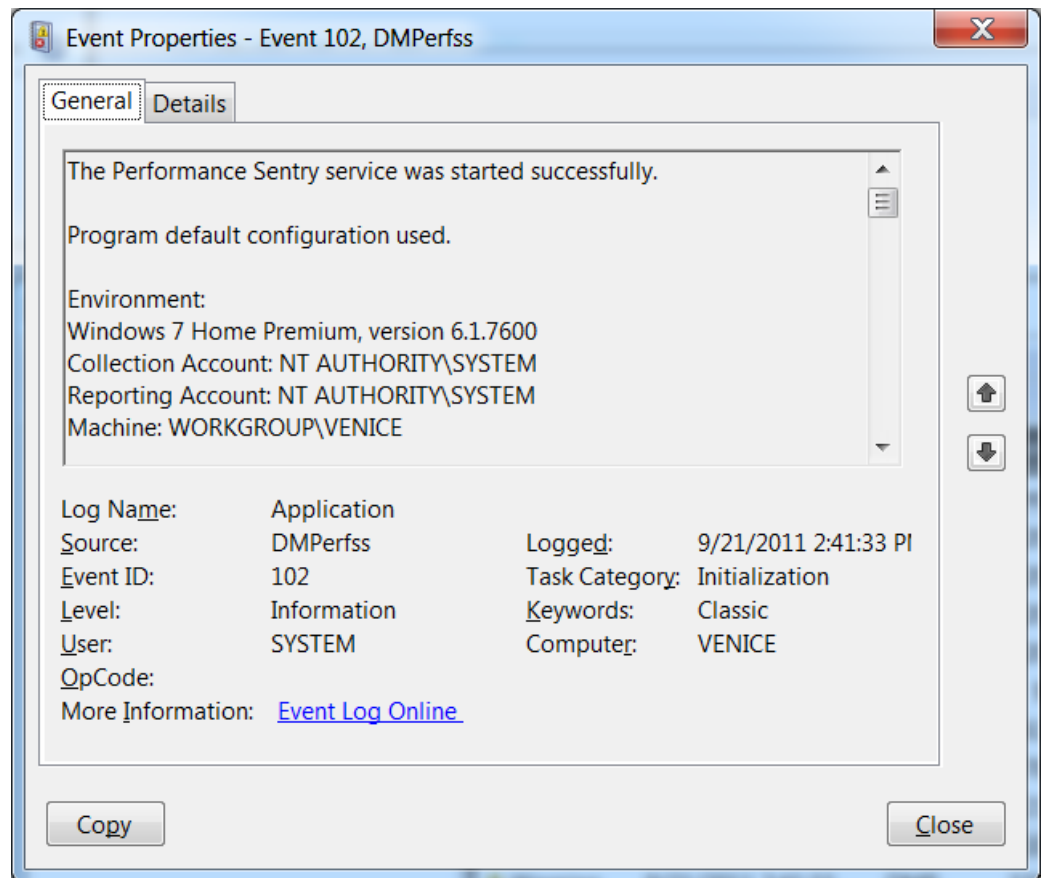 Event Properties - Event 102, DMPerfss
X
General Details
The Performance Sentry service was started successfully.
Program default configuration used.
Environment:
Windows 7 Home Premium, version 6.1.7600
Collection Account: NT AUTHORITY\SYSTEM
Reporting Account: NT AUTHORITY\SYSTEM
Machine: WORKGROUP\VENICE
Log Name: Application
Source: DMPerfss Logged: 9/21/2011 2:41:33 PM
Event ID: 102 Task Category: Initialization
Level: Information Keywords: Classic
User: SYSTEM Computer: VENICE
OpCode:
More Information: Event Log Online
Copy Close